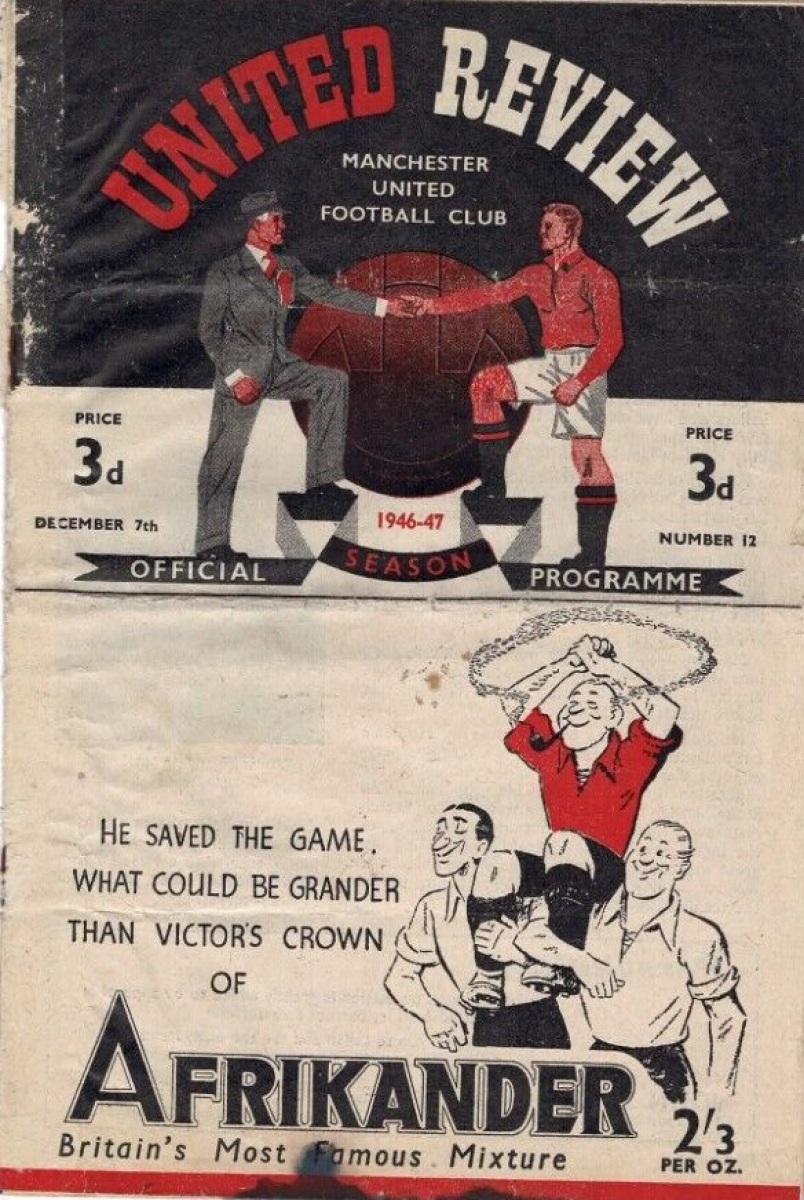 UNITED REVIEW
MANCHESTER
UNITED
FOOTBALL CLUB
PRICE
3d
DECEMBER 7th
PRICE
3d
NUMBER 12
1946-47
OFFICIAL SEASON PROGRAMME
HE SAVED THE GAME.
WHAT COULD BE GRANDER
THAN VICTOR'S CROWN
OF
AFRIKANDER
Britain's Most Famous Mixture
2/3
PER OZ.